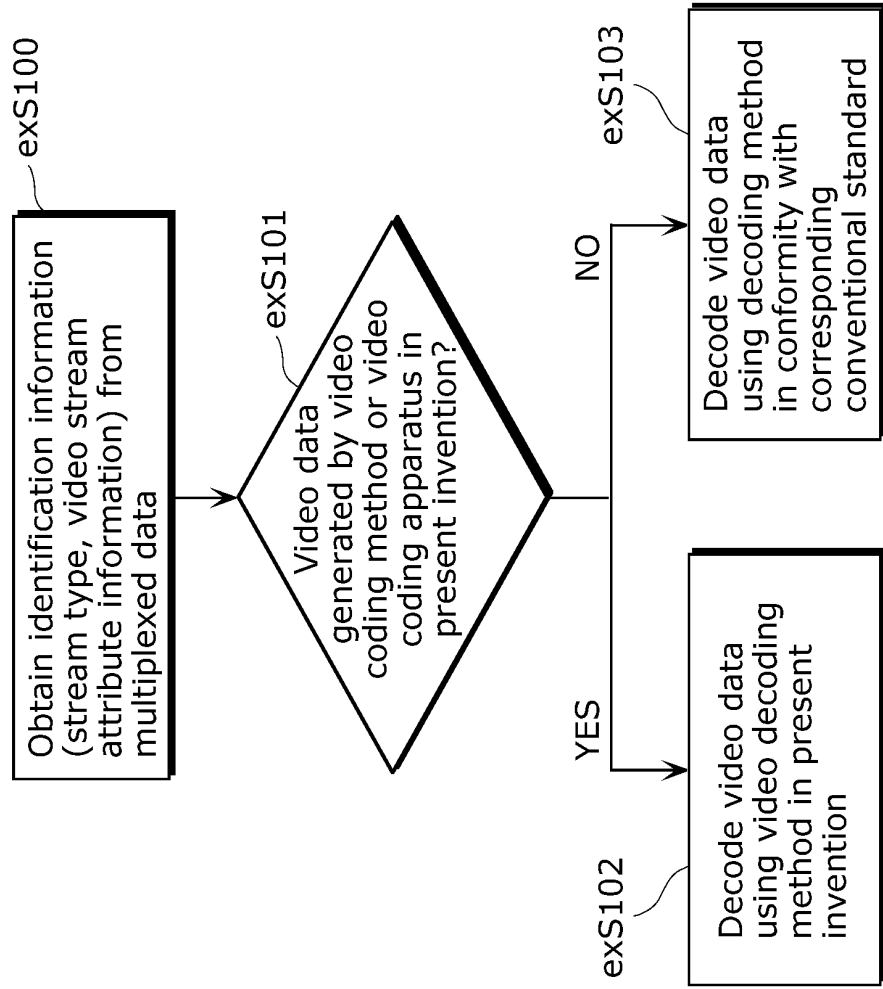 exS100
Obtain identification information
(stream type, video stream
attribute information) from
multiplexed data
exS101
Video data
generated by video
coding method or video
coding apparatus in
present invention?
YES
NO
exS102
Decode video data
using video decoding
method in present
invention
exS103
Decode video data
using decoding method
in conformity with
corresponding
conventional standard